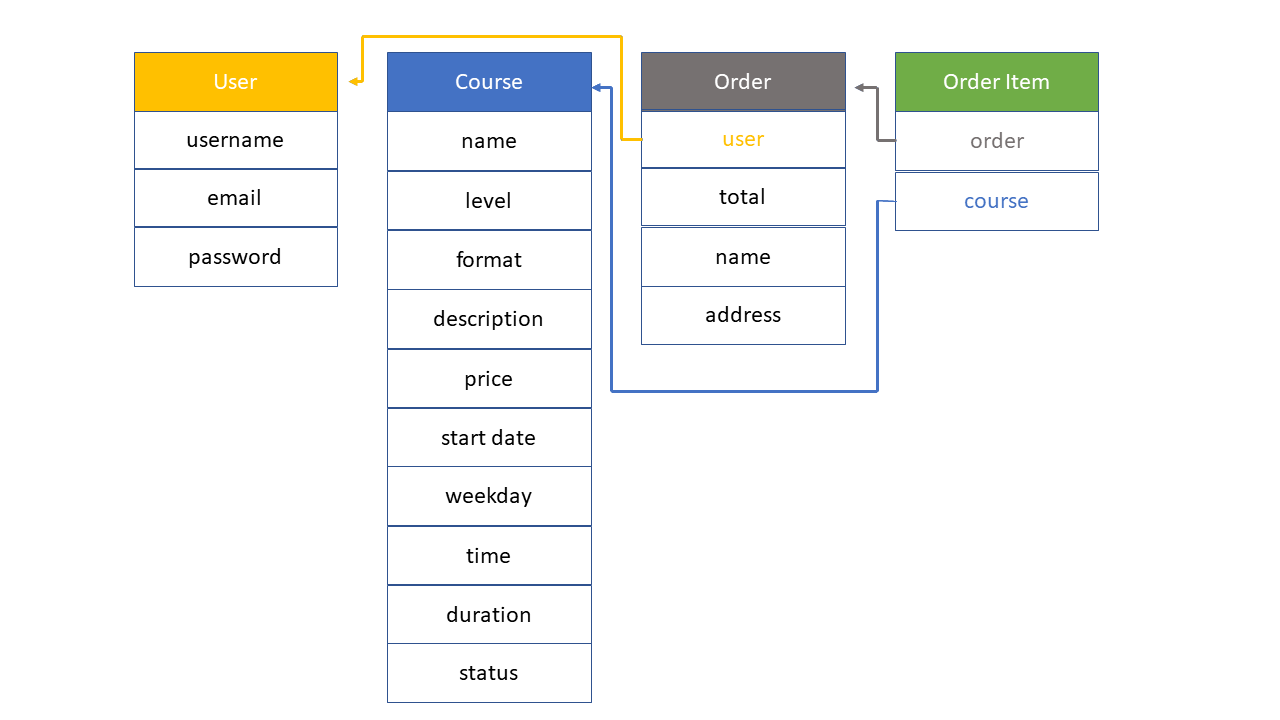 User
username
email
password
Course
name
level
format
description
price
start date
weekday
time
duration
status
Order
user
total
name
address
Order Item
order
course